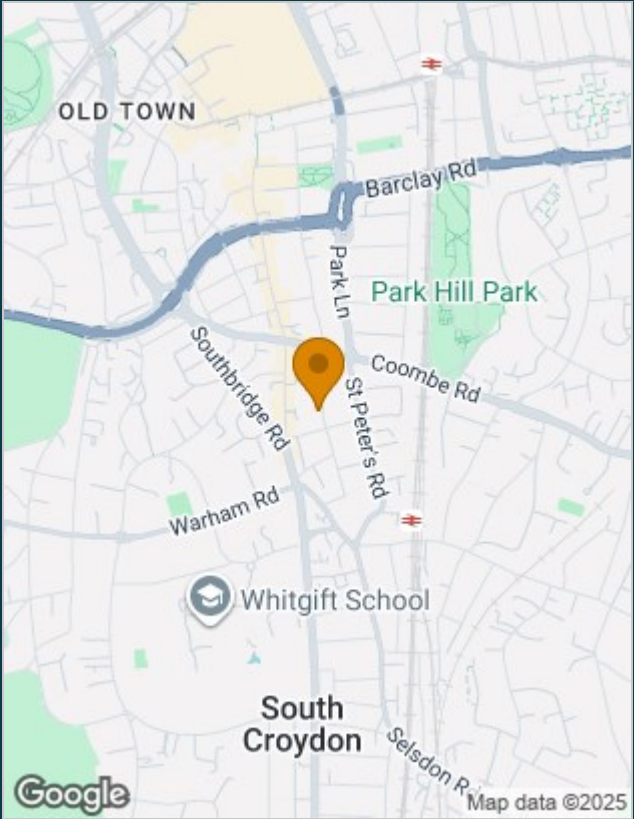 OLD TOWN
Barclay Rd
Park Ln
Park Hill Park
Southbridge Rd
Coombe Rd
St Peter's Rd
Warham Rd
Whitgift School
South
Croydon
Selsdon R
Google
Map data ©2025